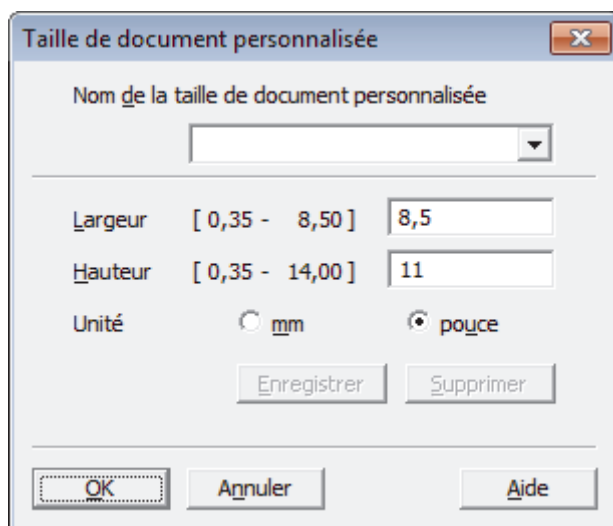 Taille de document personnalisée
Nom de la taille de document personnalisée
Largeur [ 0,35 - 8,50 ] 8,5
Hauteur [ 0,35 - 14,00 ] 11
Unité mm pouce
Enregistrer Supprimer
OK Annuler Aide